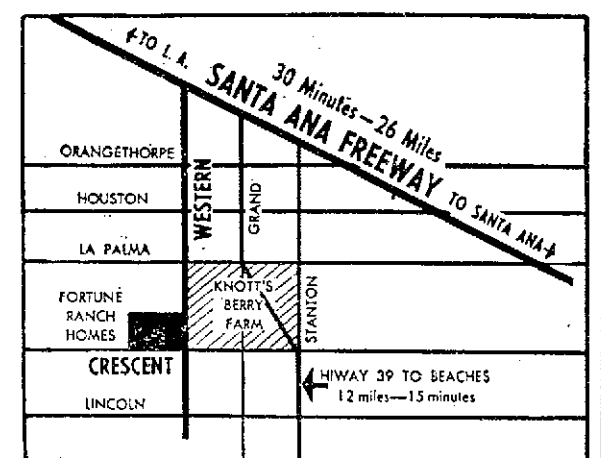 ←TO L. A.
30 Minutes—26 Miles
SANTA ANA FREEWAY
TO SANTA ANA→
ORANGETHORPE
HOUSTON
WESTERN
GRAND
LA PALMA
KNOTT'S
BERRY
FARM
STANTON
FORTUNE
RANCH
HOMES
CRESCENT
HIWAY 39 TO BEACHES
12 miles—15 minutes
LINCOLN